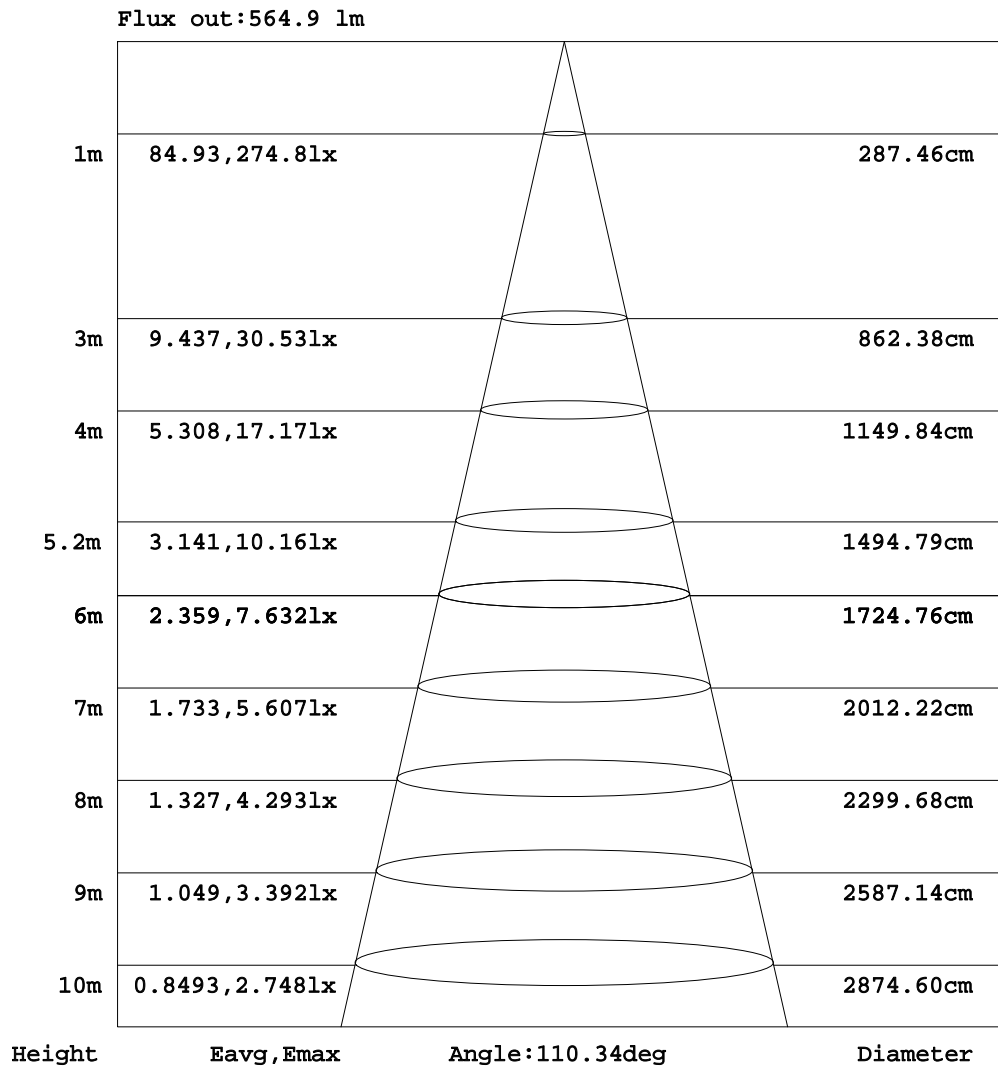 Flux out:564.9 lm
1m 84.93,274.8lx 287.46cm
3m 9.437,30.53lx 862.38cm
4m 5.308,17.17lx 1149.84cm
5.2m 3.141,10.16lx 1494.79cm
6m 2.359,7.632lx 1724.76cm
7m 1.733,5.607lx 2012.22cm
8m 1.327,4.293lx 2299.68cm
9m 1.049,3.392lx 2587.14cm
10m 0.8493,2.748lx 2874.60cm
Height Eavg,Emax Angle:110.34deg Diameter